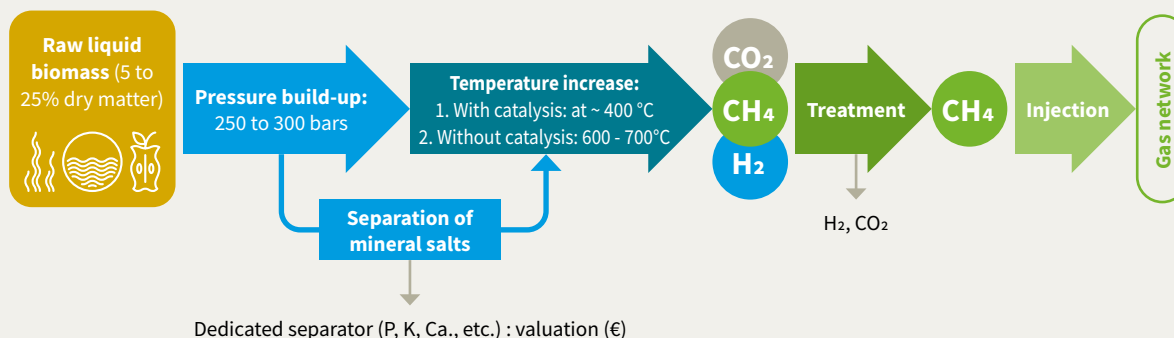 Raw liquid
biomass (5 to
25% dry matter)
Pressure build-up:
250 to 300 bars
Temperature increase:
1. With catalysis: at ~ 400 °C
2. Without catalysis: 600 - 700°C
CO₂
CH₄
H₂
Treatment
CH₄
Injection
Gas network
Separation of
mineral salts
H₂, CO₂
Dedicated separator (P, K, Ca., etc.) : valuation (€)